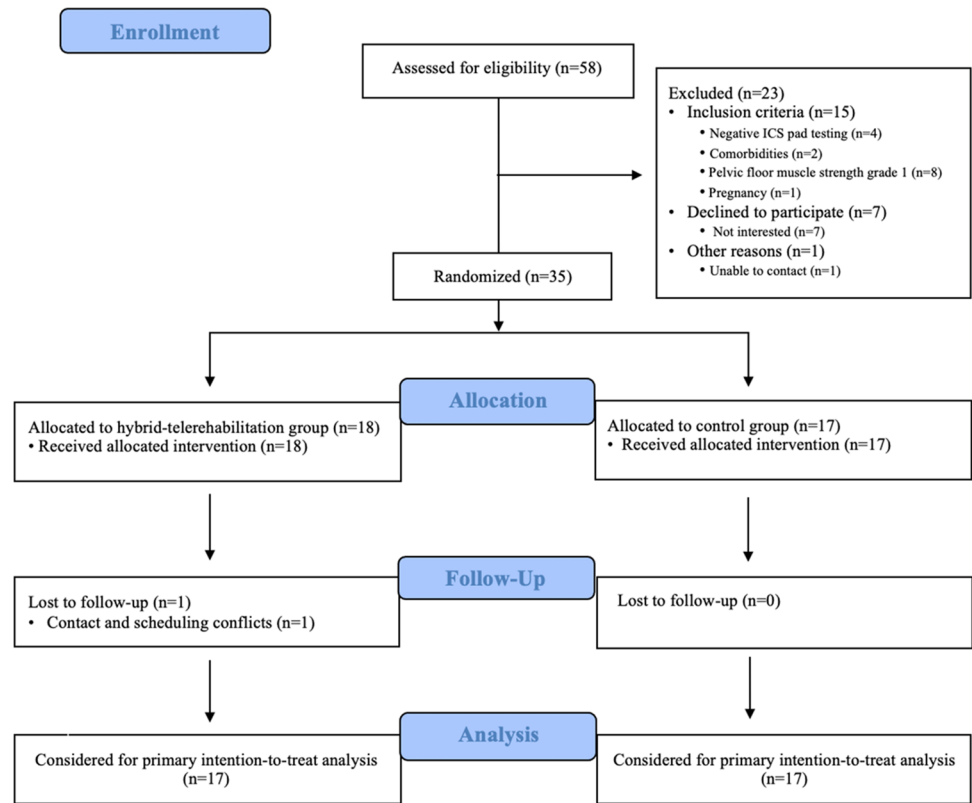 Enrollment
Assessed for eligibility (n=58)
Excluded (n=23)
• Inclusion criteria (n=15)
• Negative ICS pad testing (n=4)
• Comorbidities (n=2)
• Pelvic floor muscle strength grade 1 (n=8)
• Pregnancy (n=1)
• Declined to participate (n=7)
• Not interested (n=7)
• Other reasons (n=1)
• Unable to contact (n=1)
Randomized (n=35)
Allocation
Allocated to hybrid-telerehabilitation group (n=18)
• Received allocated intervention (n=18)
Allocated to control group (n=17)
• Received allocated intervention (n=17)
Follow-Up
Lost to follow-up (n=1)
• Contact and scheduling conflicts (n=1)
Lost to follow-up (n=0)
Analysis
Considered for primary intention-to-treat analysis
(n=17)
Considered for primary intention-to-treat analysis
(n=17)